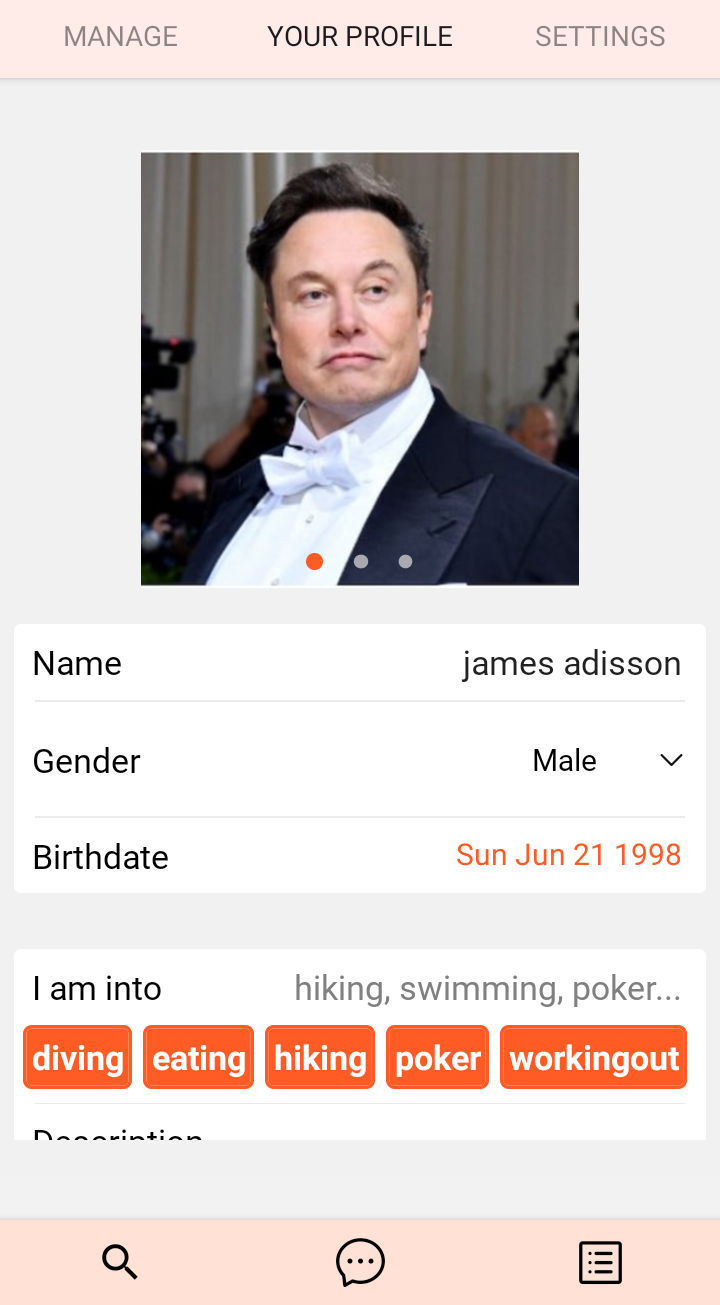 MANAGE YOUR PROFILE SETTINGS
Name james adisson
Gender Male
Birthdate Sun Jun 21 1998
I am into hiking, swimming, poker...
diving eating hiking poker workingout
Description